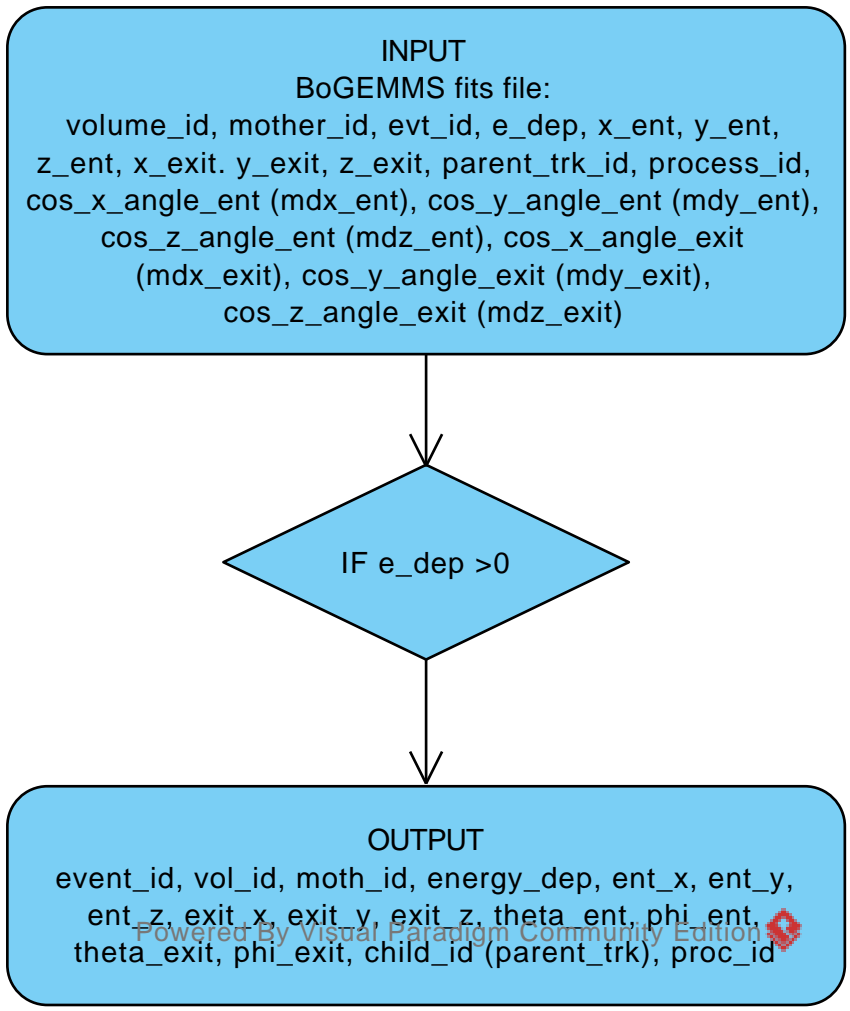 INPUT
BoGEMMS fits file:
volume_id, mother_id, evt_id, e_dep, x_ent, y_ent,
z_ent, x_exit. y_exit, z_exit, parent_trk_id, process_id,
cos_x_angle_ent (mdx_ent), cos_y_angle_ent (mdy_ent),
cos_z_angle_ent (mdz_ent), cos_x_angle_exit
(mdx_exit), cos_y_angle_exit (mdy_exit),
cos_z_angle_exit (mdz_exit)
IF e_dep >0
OUTPUT
event_id, vol_id, moth_id, energy_dep, ent_x, ent_y,
ent_z, exit_x, exit_y, exit_z, theta_ent, phi_ent,
Powered By Visual Paradigm Community Edition
theta_exit, phi_exit, child_id (parent_trk), proc_id